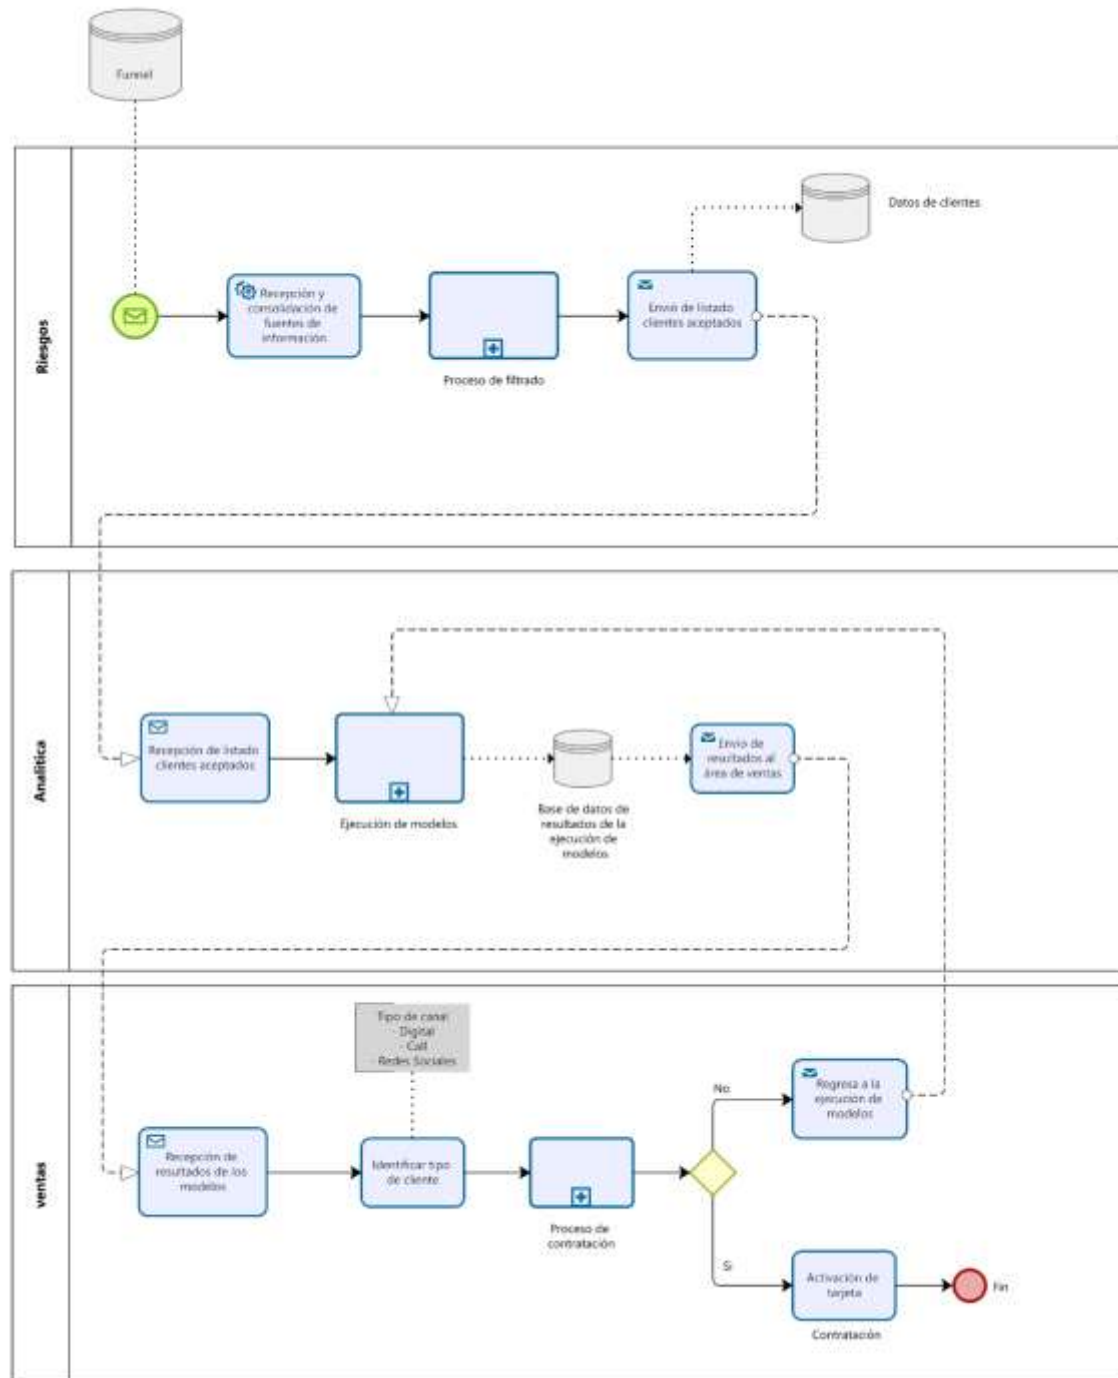 Funnel
Riesgos
Datos de clientes
Recepción y
consolidación de
fuentes de
información
Proceso de filtrado
Envió de listado
clientes aceptados
Analitica
Recepción de listado
clientes aceptados
Ejecución de modelos
Base de datos de
resultados de la
ejecución de
modelos
Envio de
resultados al
área de ventas
ventas
Tipo de canal
- Digital
- Call
- Redes Sociales
Recepción de
resultados de los
modelos
Identificar tipo
de cliente
Proceso de
contratación
No
Regresa a la
ejecución de
modelos
Si
Activación de
tarjeta
Contratación
Fin